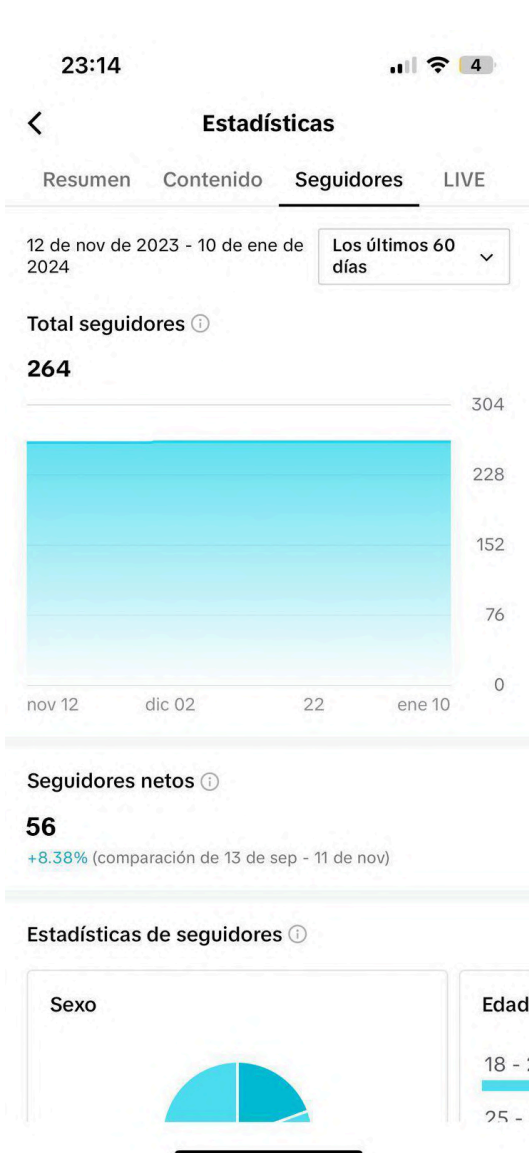 23:14
4
Estadísticas
Resumen Contenido Seguidores LIVE
12 de nov de 2023 - 10 de ene de
2024
Los últimos 60
días
Total seguidores
264
304
228
152
76
0
nov 12 dic 02 22 ene 10
Seguidores netos
56
+8.38% (comparación de 13 de sep - 11 de nov)
Estadísticas de seguidores
Sexo
Edad
18 -
25 -